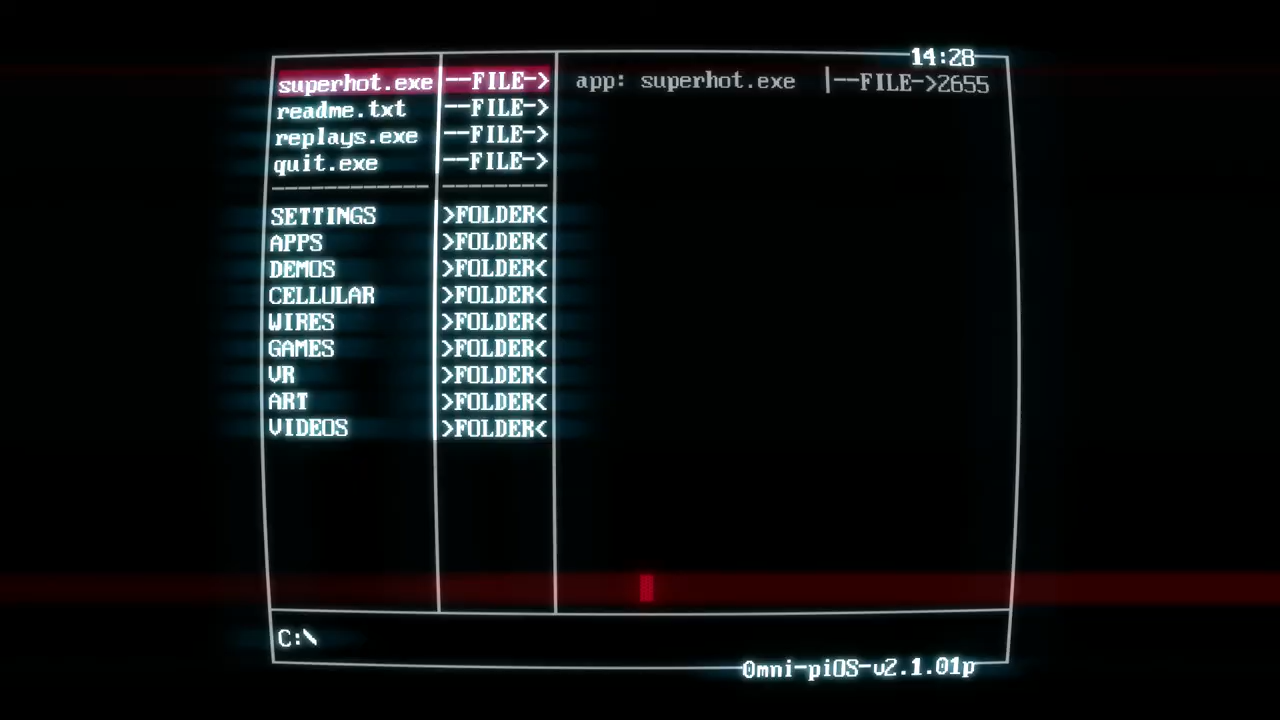 14:28
superhot.exe --FILE-> app: superhot.exe |--FILE->2655
readme.txt --FILE->
replays.exe --FILE->
quit.exe --FILE->
------------ --------
SETTINGS >FOLDER<
APPS >FOLDER<
DEMOS >FOLDER<
CELLULAR >FOLDER<
WIRES >FOLDER<
GAMES >FOLDER<
VR >FOLDER<
ART >FOLDER<
VIDEOS >FOLDER<
C:\
Omni-piOS-v2.1.01p